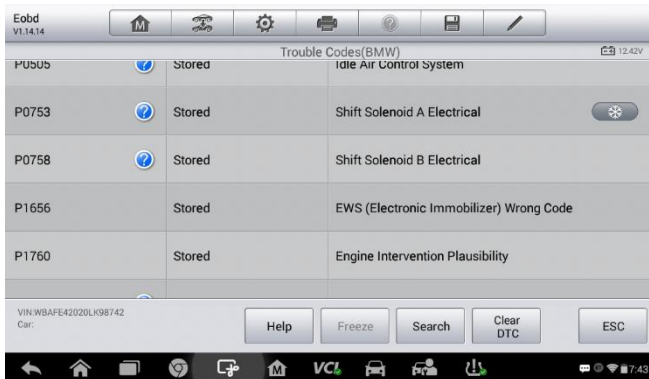 Eobd
V1.14.14
Trouble Codes(BMW)
12.42V
P0505 Stored Idle Air Control System
P0753 Stored Shift Solenoid A Electrical
P0758 Stored Shift Solenoid B Electrical
P1656 Stored EWS (Electronic Immobilizer) Wrong Code
P1760 Stored Engine Intervention Plausibility
VIN:WBAFE42020LK98742
Car:
Help Freeze Search Clear DTC ESC
VCI 7:43